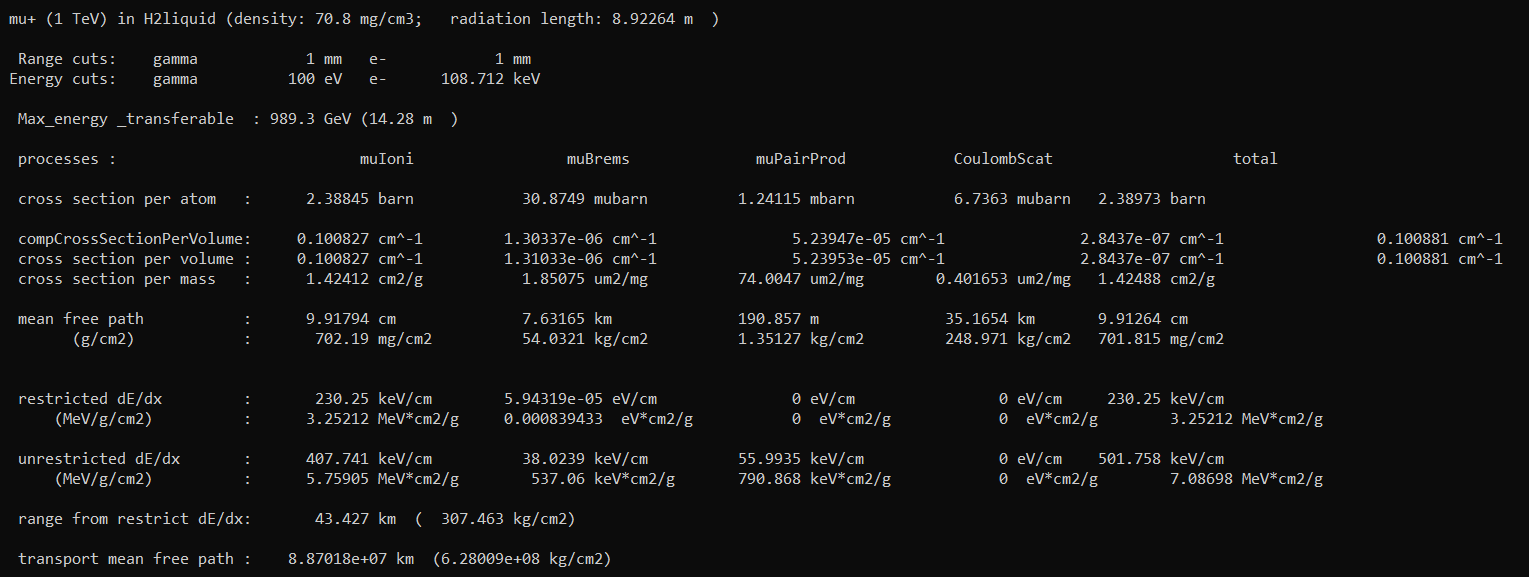 mu+ (1 TeV) in H2liquid (density: 70.8 mg/cm3;   radiation length: 8.92264 m  )
Range cuts:    gamma            1 mm   e-            1 mm
Energy cuts:    gamma          100 eV   e-      108.712 keV
Max_energy _transferable  : 989.3 GeV (14.28 m  )
processes :                           muIoni                 muBrems              muPairProd            CoulombScat                    total
cross section per atom   :      2.38845 barn            30.8749 mubarn          1.24115 mbarn           6.7363 mubarn   2.38973 barn
compCrossSectionPerVolume:     0.100827 cm^-1         1.30337e-06 cm^-1               5.23947e-05 cm^-1               2.8437e-07 cm^-1                 0.100881 cm^-1
cross section per volume :     0.100827 cm^-1         1.31033e-06 cm^-1               5.23953e-05 cm^-1               2.8437e-07 cm^-1                 0.100881 cm^-1
cross section per mass   :      1.42412 cm2/g           1.85075 um2/mg          74.0047 um2/mg        0.401653 um2/mg   1.42488 cm2/g
mean free path           :      9.91794 cm              7.63165 km              190.857 m              35.1654 km       9.91264 cm
(g/cm2)            :       702.19 mg/cm2          54.0321 kg/cm2          1.35127 kg/cm2         248.971 kg/cm2   701.815 mg/cm2
restricted dE/dx         :       230.25 keV/cm        5.94319e-05 eV/cm               0 eV/cm                0 eV/cm     230.25 keV/cm
(MeV/g/cm2)          :      3.25212 MeV*cm2/g     0.000839433  eV*cm2/g           0  eV*cm2/g            0  eV*cm2/g        3.25212 MeV*cm2/g
unrestricted dE/dx       :      407.741 keV/cm          38.0239 keV/cm          55.9935 keV/cm               0 eV/cm    501.758 keV/cm
(MeV/g/cm2)          :      5.75905 MeV*cm2/g        537.06 keV*cm2/g       790.868 keV*cm2/g            0  eV*cm2/g        7.08698 MeV*cm2/g
range from restrict dE/dx:       43.427 km  (  307.463 kg/cm2)
transport mean free path :    8.87018e+07 km  (6.28009e+08 kg/cm2)